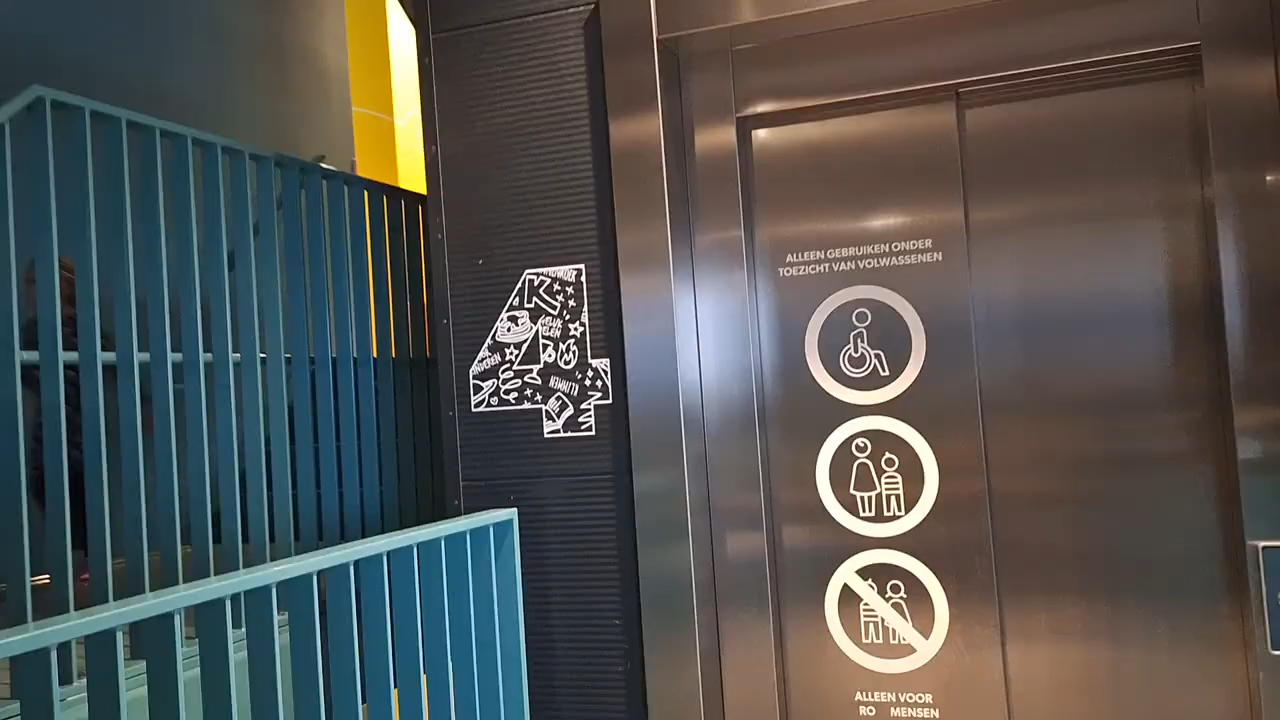 ALLEEN GEBRUIKEN ONDER
TOEZICHT VAN VOLWASSENEN
4
K
KLIMMEN
ALLEEN VOOR
RO MENSEN